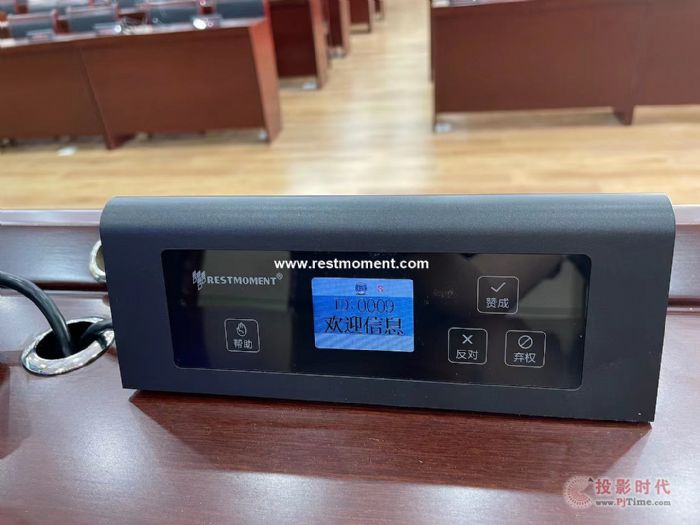 www.restmoment.com
RESTMOMENT®
S
ID:0009
欢迎信息
帮助
赞成
反对
弃权
投影时代
www.PjTime.com